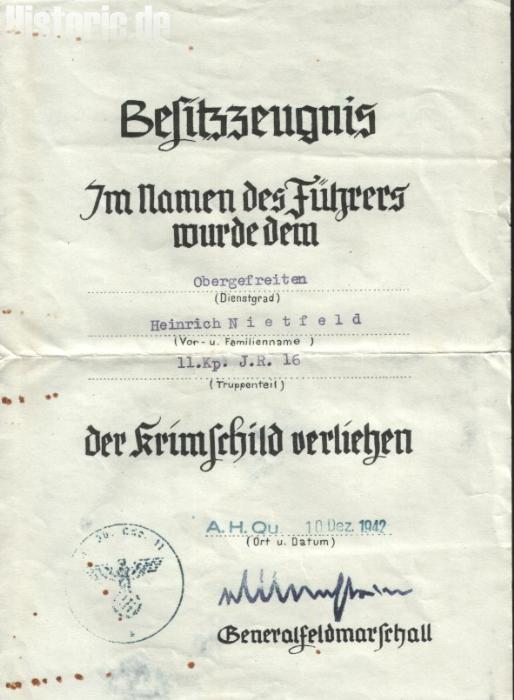 Historic.de
Besitzzeugnis
Im Namen des Führers
wurde dem
Obergefreiten
(Dienstgrad)
Heinrich Nietfeld
(Vor- u. Familienname )
11.Kp. J.R. 16
(Truppenteil)
der Krimschild verliehen
A.H.Qu. 10 Dez. 1942
(Ort u. Datum)
Generalfeldmarschall